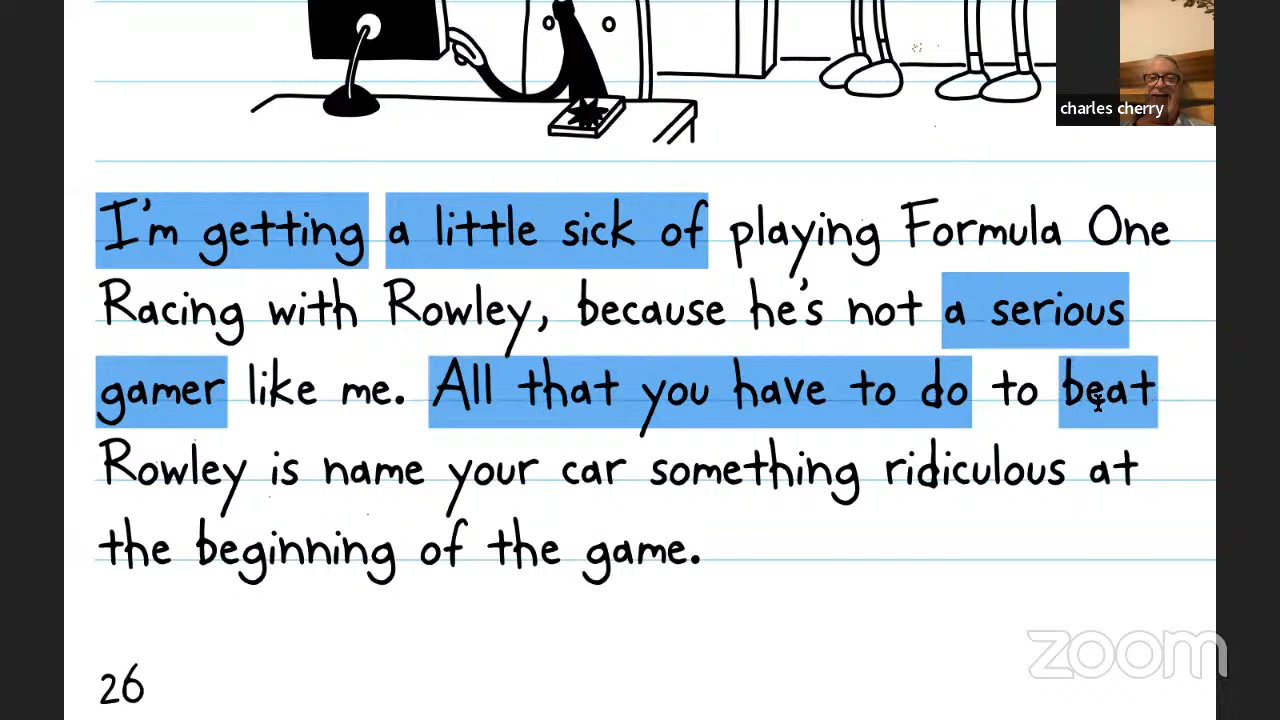 charles cherry
I'm getting a little sick of playing Formula One
Racing with Rowley, because he's not a serious
gamer like me. All that you have to do to beat
Rowley is name your car something ridiculous at
the beginning of the game.
zoom
26